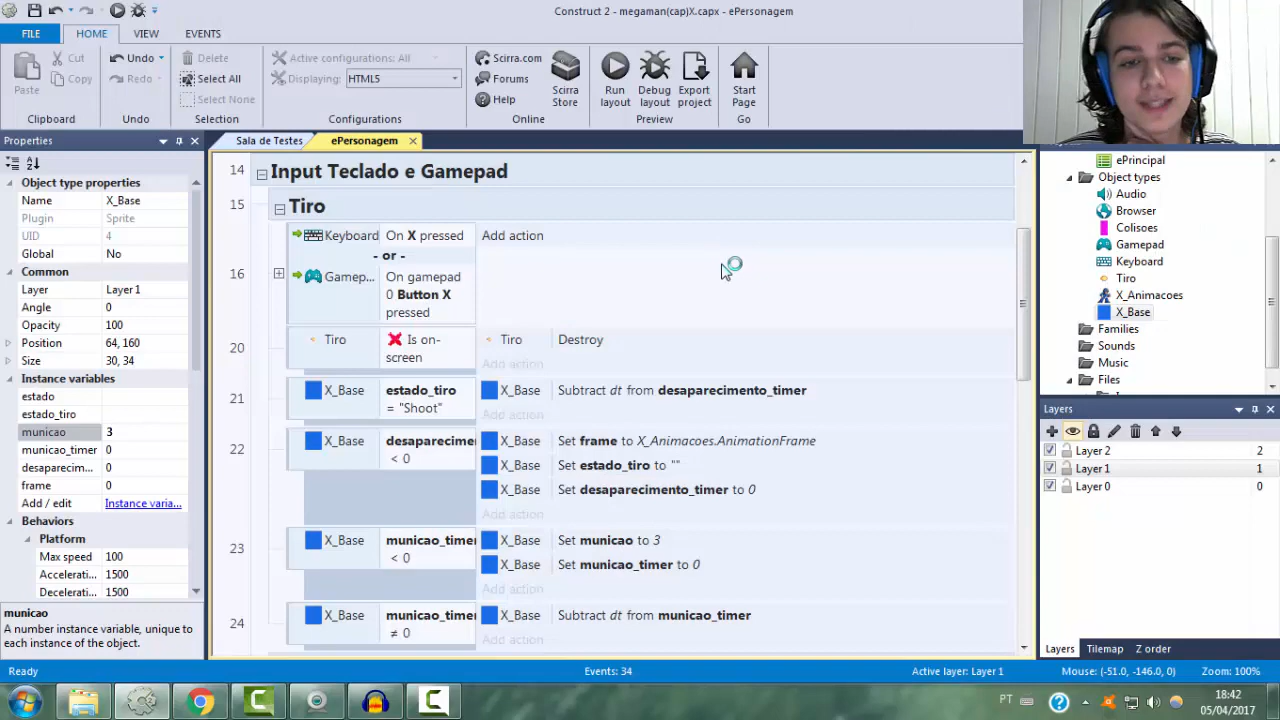 Construct 2 - megaman(cap)X.capx - ePersonagem
FILE HOME VIEW EVENTS
Paste Cut Copy Clipboard
Undo Redo Undo
Delete Select All Select None Selection
Active configurations: All
Displaying: HTML5
Configurations
Scirra.com Forums Help Scirra Store Online
Run layout Debug layout Export project Preview
Start Page Go
Properties
Object type properties
Name X_Base
Plugin Sprite
UID 4
Global No
Common
Layer Layer 1
Angle 0
Opacity 100
Position 64, 160
Size 30, 34
Instance variables
estado
estado_tiro
municao 3
municao_timer 0
desaparecim... 0
frame 0
Add / edit Instance varia...
Behaviors
Platform
Max speed 100
Accelerati... 1500
Decelerati... 1500
municao
A number instance variable, unique to
each instance of the object.
Sala de Testes ePersonagem
14 Input Teclado e Gamepad
15 Tiro
Keyboard On X pressed Add action
- or -
16 Gamep... On gamepad
0 Button X
pressed
20 Tiro Is on-
screen Tiro Destroy
Add action
21 X_Base estado_tiro
= "Shoot" X_Base Subtract dt from desaparecimento_timer
Add action
22 X_Base desaparecime
< 0 X_Base Set frame to X_Animacoes.AnimationFrame
X_Base Set estado_tiro to ""
X_Base Set desaparecimento_timer to 0
Add action
23 X_Base municao_timer
< 0 X_Base Set municao to 3
X_Base Set municao_timer to 0
Add action
24 X_Base municao_timer
≠ 0 X_Base Subtract dt from municao_timer
Add action
ePrincipal
Object types
Audio
Browser
Colisoes
Gamepad
Keyboard
Tiro
X_Animacoes
X_Base
Families
Sounds
Music
Files
Layers
Layer 2 2
Layer 1 1
Layer 0 0
Layers Tilemap Z order
Ready Events: 34 Active layer: Layer 1 Mouse: (-51.0, -146.0, 0) Zoom: 100%
PT 18:42
05/04/2017